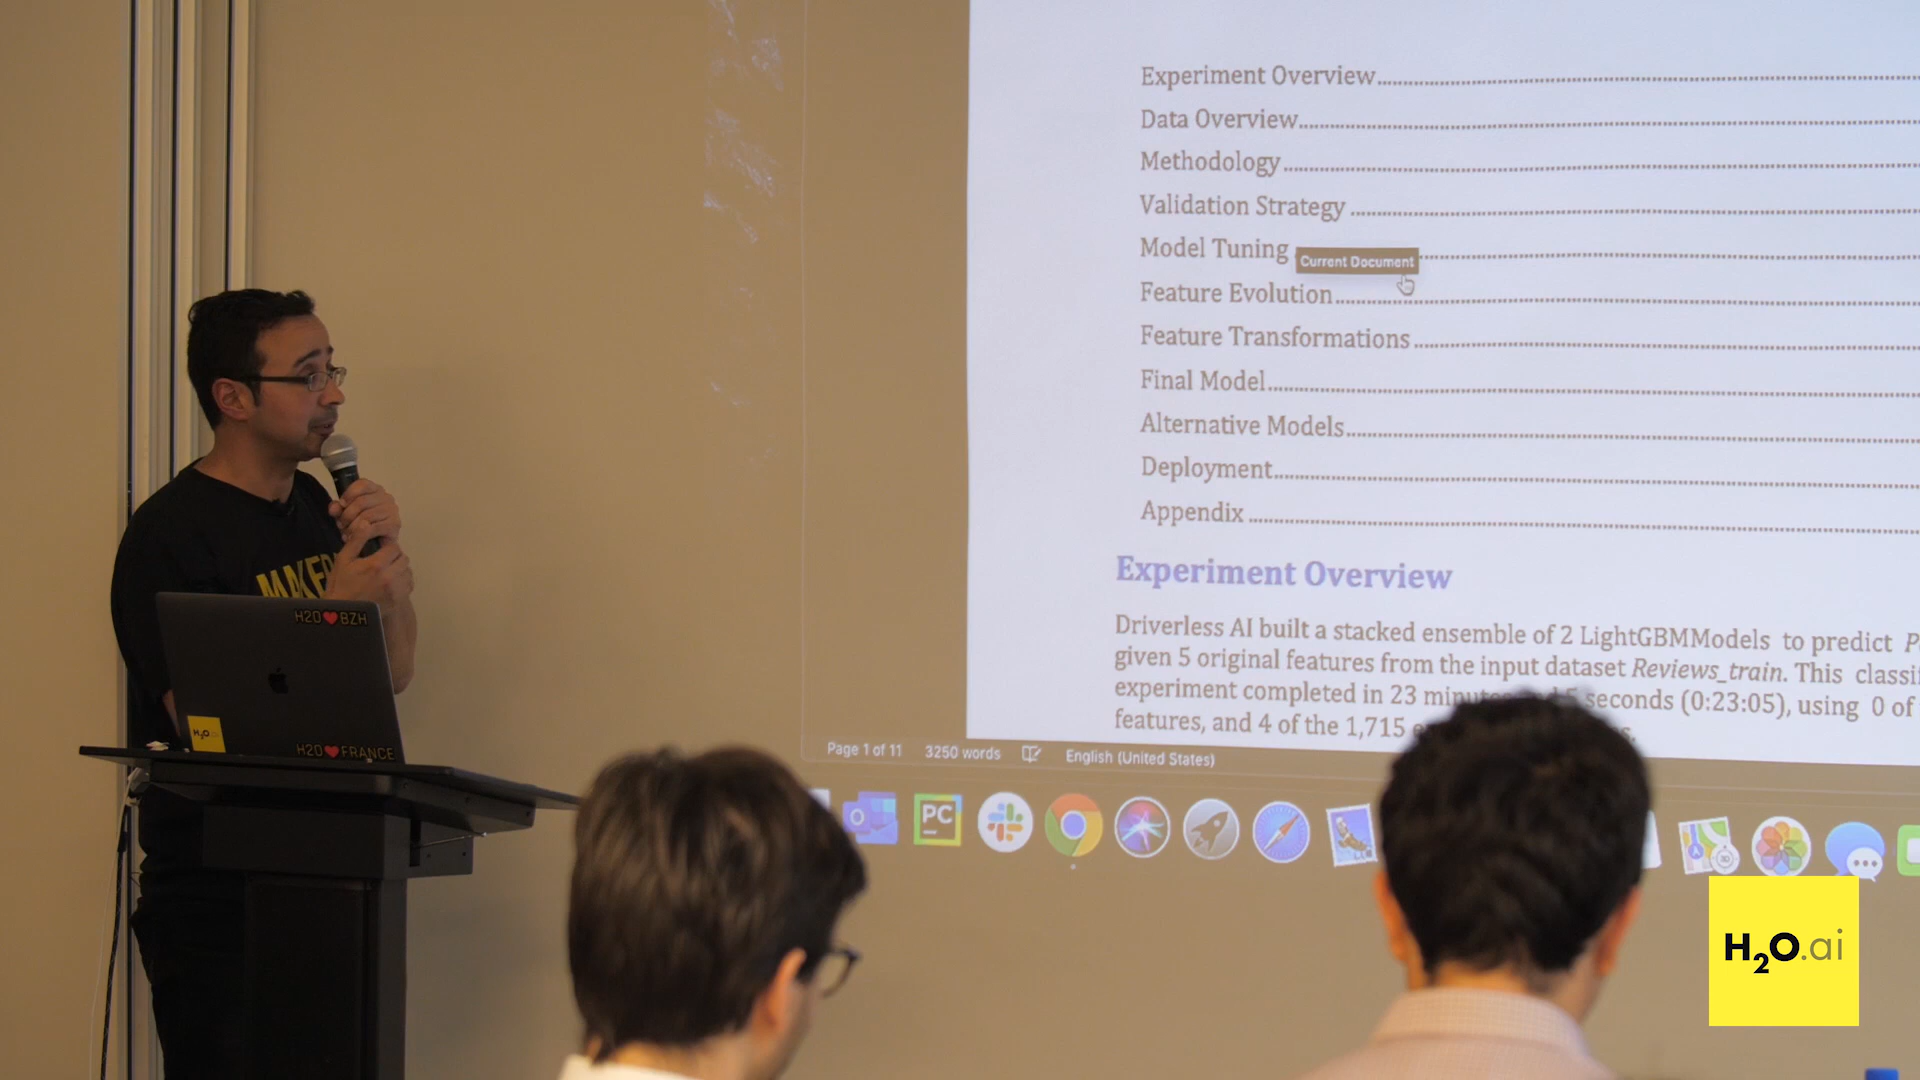 Experiment Overview
Data Overview
Methodology
Validation Strategy
Model Tuning
Current Document
Feature Evolution
Feature Transformations
Final Model
Alternative Models
Deployment
Appendix
Experiment Overview
Driverless AI built a stacked ensemble of 2 LightGBMModels to predict
given 5 original features from the input dataset Reviews_train. This
experiment completed in 23 seconds (0:23:05), using 0 of
features, and 4 of the 1,715
Page 1 of 11 3250 words English (United States)
PC
H2O❤BZH
H2O.ai
H2O❤FRANCE
H2O.ai